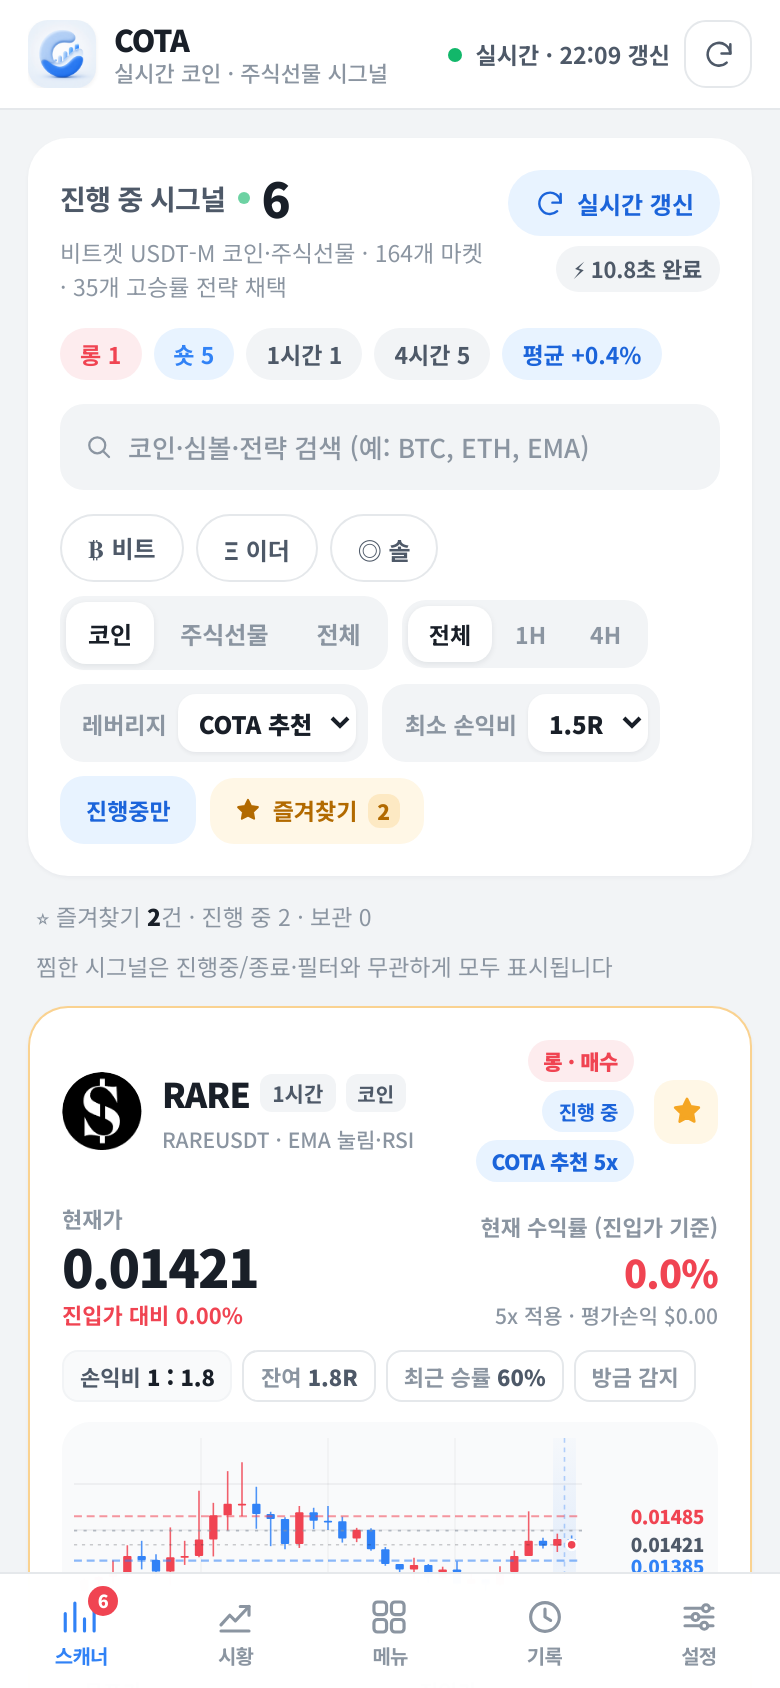 COTA
실시간 코인 · 주식선물 시그널
실시간 · 22:09 갱신
진행 중 시그널 6
실시간 갱신
비트겟 USDT-M 코인·주식선물 · 164개 마켓
· 35개 고승률 전략 채택
⚡ 10.8초 완료
롱 1
숏 5
1시간 1
4시간 5
평균 +0.4%
코인·심볼·전략 검색 (예: BTC, ETH, EMA)
₿ 비트
Ξ 이더
◎ 솔
코인 주식선물 전체
전체 1H 4H
레버리지 COTA 추천
최소 손익비 1.5R
진행중만
★ 즐겨찾기 2
☆ 즐겨찾기 2건 · 진행 중 2 · 보관 0
찜한 시그널은 진행중/종료·필터와 무관하게 모두 표시됩니다
롱 · 매수
RARE 1시간 코인
진행 중
RAREUSDT · EMA 눌림·RSI
COTA 추천 5x
현재가
현재 수익률 (진입가 기준)
0.01421
0.0%
진입가 대비 0.00%
5x 적용 · 평가손익 $0.00
손익비 1 : 1.8
잔여 1.8R
최근 승률 60%
방금 감지
0.01485
0.01421
0.01385
6
스캐너
시황
메뉴
기록
설정